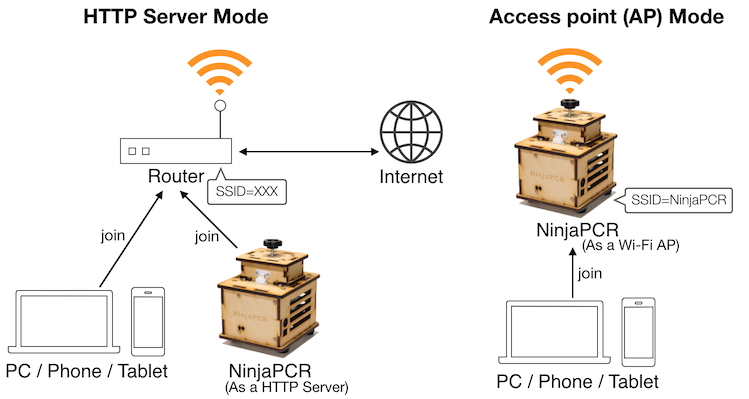 HTTP Server Mode
Router
SSID=XXX
Internet
join
join
NinjaPCR
PC / Phone / Tablet
NinjaPCR
(As a HTTP Server)
Access point (AP) Mode
NinjaPCR
SSID=NinjaPCR
NinjaPCR
(As a Wi-Fi AP)
join
PC / Phone / Tablet